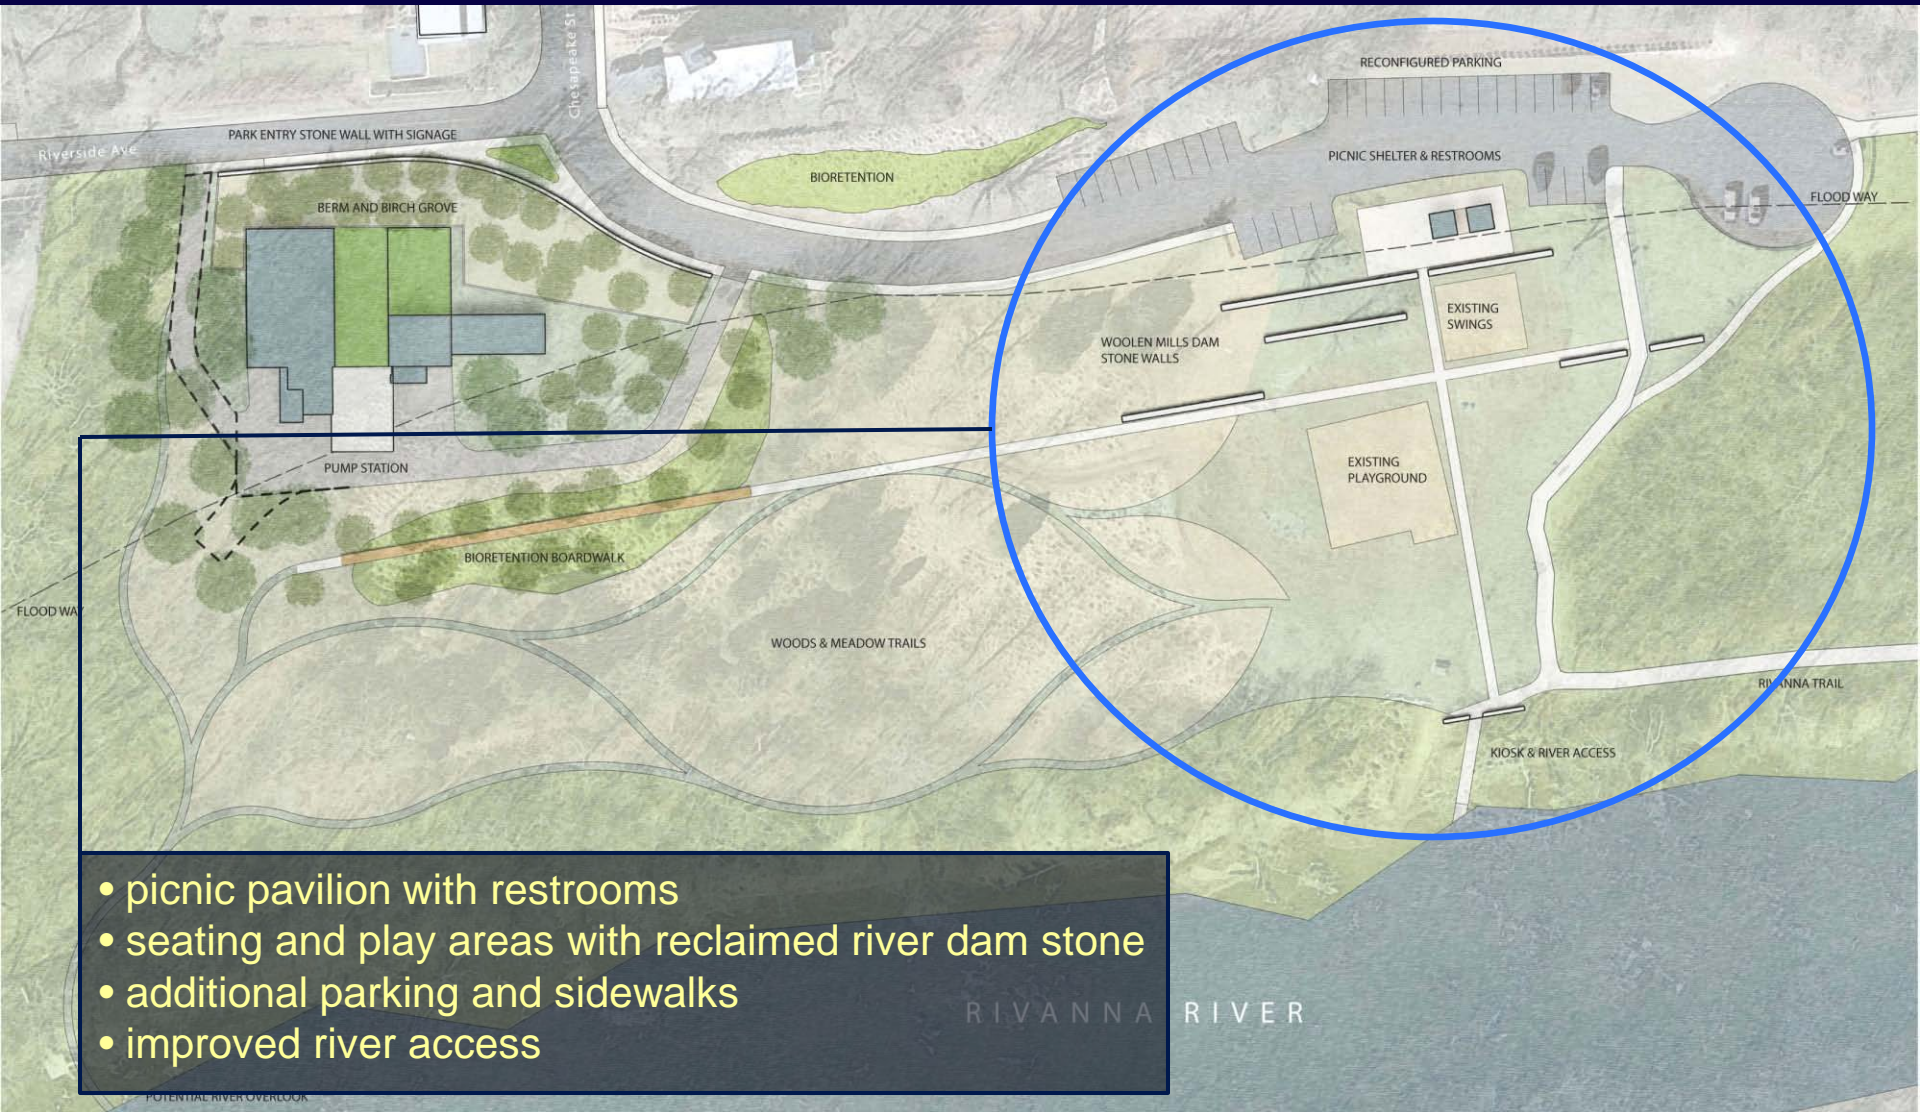 Chesapeake St
RECONFIGURED PARKING
Riverside Ave
PARK ENTRY STONE WALL WITH SIGNAGE
PICNIC SHELTER & RESTROOMS
BIORETENTION
FLOOD WAY
BERM AND BIRCH GROVE
EXISTING
SWINGS
WOOLEN MILLS DAM
STONE WALLS
PUMP STATION
EXISTING
PLAYGROUND
BIORETENTION BOARDWALK
FLOOD WAY
WOODS & MEADOW TRAILS
RIVANNA TRAIL
KIOSK & RIVER ACCESS
• picnic pavilion with restrooms
• seating and play areas with reclaimed river dam stone
• additional parking and sidewalks
• improved river access
RIVANNA RIVER
POTENTIAL RIVER OVERLOOK